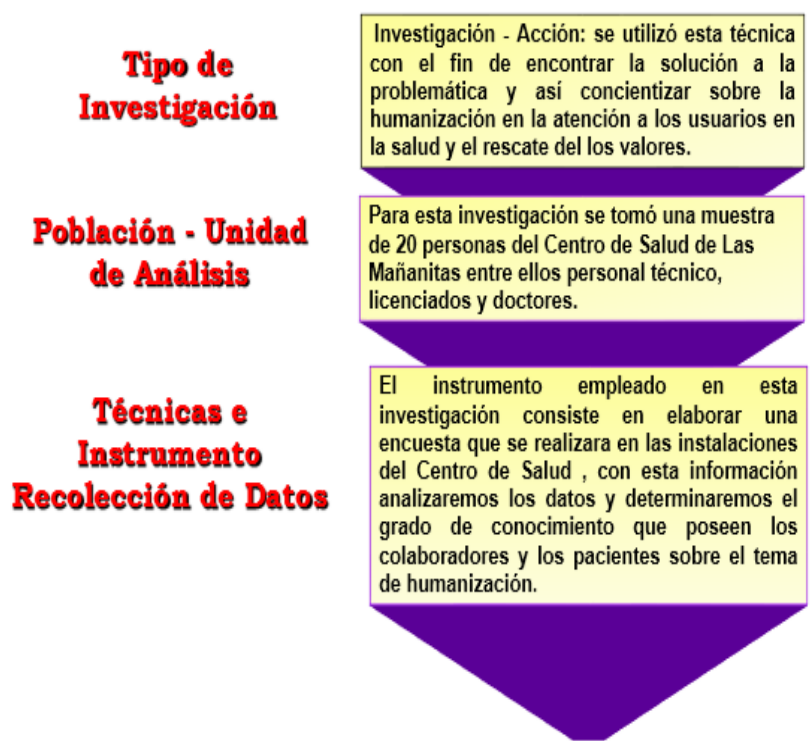 Tipo de
Investigación
Investigación - Acción: se utilizó esta técnica
con el fin de encontrar la solución a la
problemática y así concientizar sobre la
humanización en la atención a los usuarios en
la salud y el rescate del los valores.
Población - Unidad
de Análisis
Para esta investigación se tomó una muestra
de 20 personas del Centro de Salud de Las
Mañanitas entre ellos personal técnico,
licenciados y doctores.
Técnicas e
Instrumento
Recolección de Datos
El instrumento empleado en esta
investigación consiste en elaborar una
encuesta que se realizara en las instalaciones
del Centro de Salud , con esta información
analizaremos los datos y determinaremos el
grado de conocimiento que poseen los
colaboradores y los pacientes sobre el tema
de humanización.